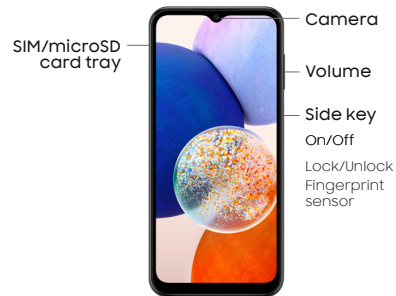 SIM/microSD
card tray
Camera
Volume
Side key
On/Off
Lock/Unlock
Fingerprint
sensor